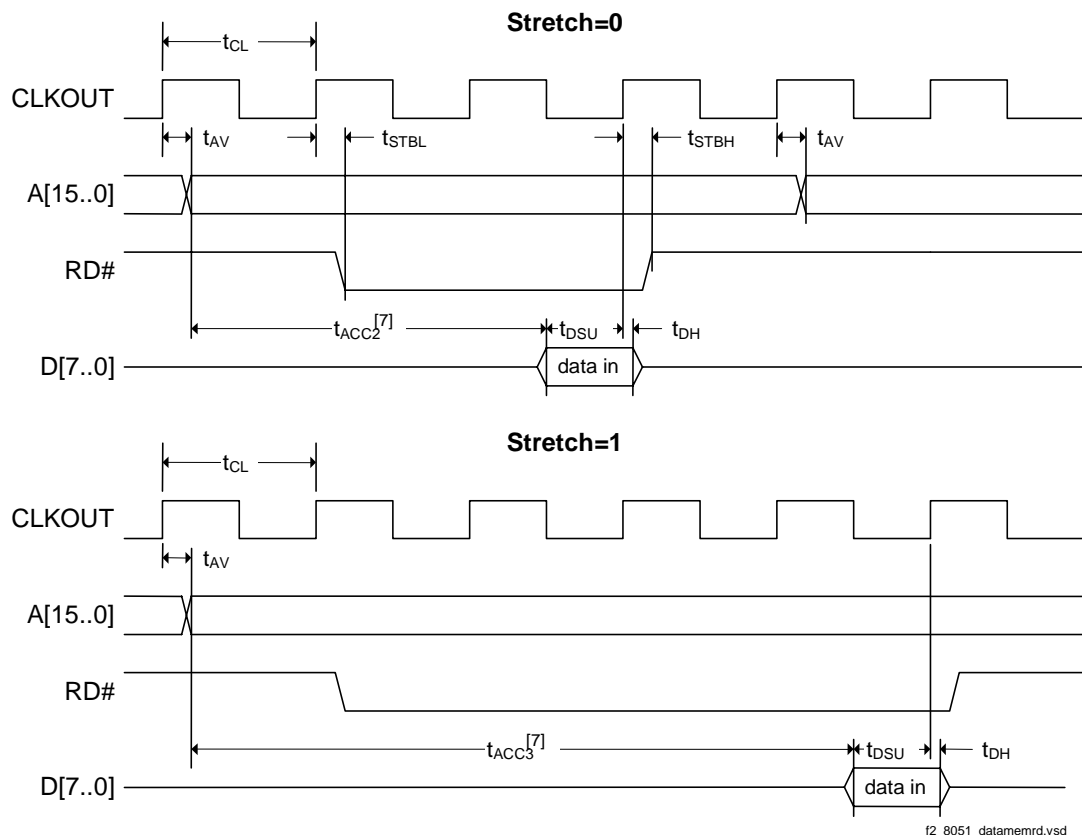 Stretch=0
tCL
CLKOUT
tAV
tSTBL
tSTBH
tAV
A[15..0]
RD#
tACC2[7]
tDSU
tDH
D[7..0]
data in
Stretch=1
tCL
CLKOUT
tAV
A[15..0]
RD#
tACC3[7]
tDSU
tDH
D[7..0]
data in
f2_8051_datamemrd.vsd